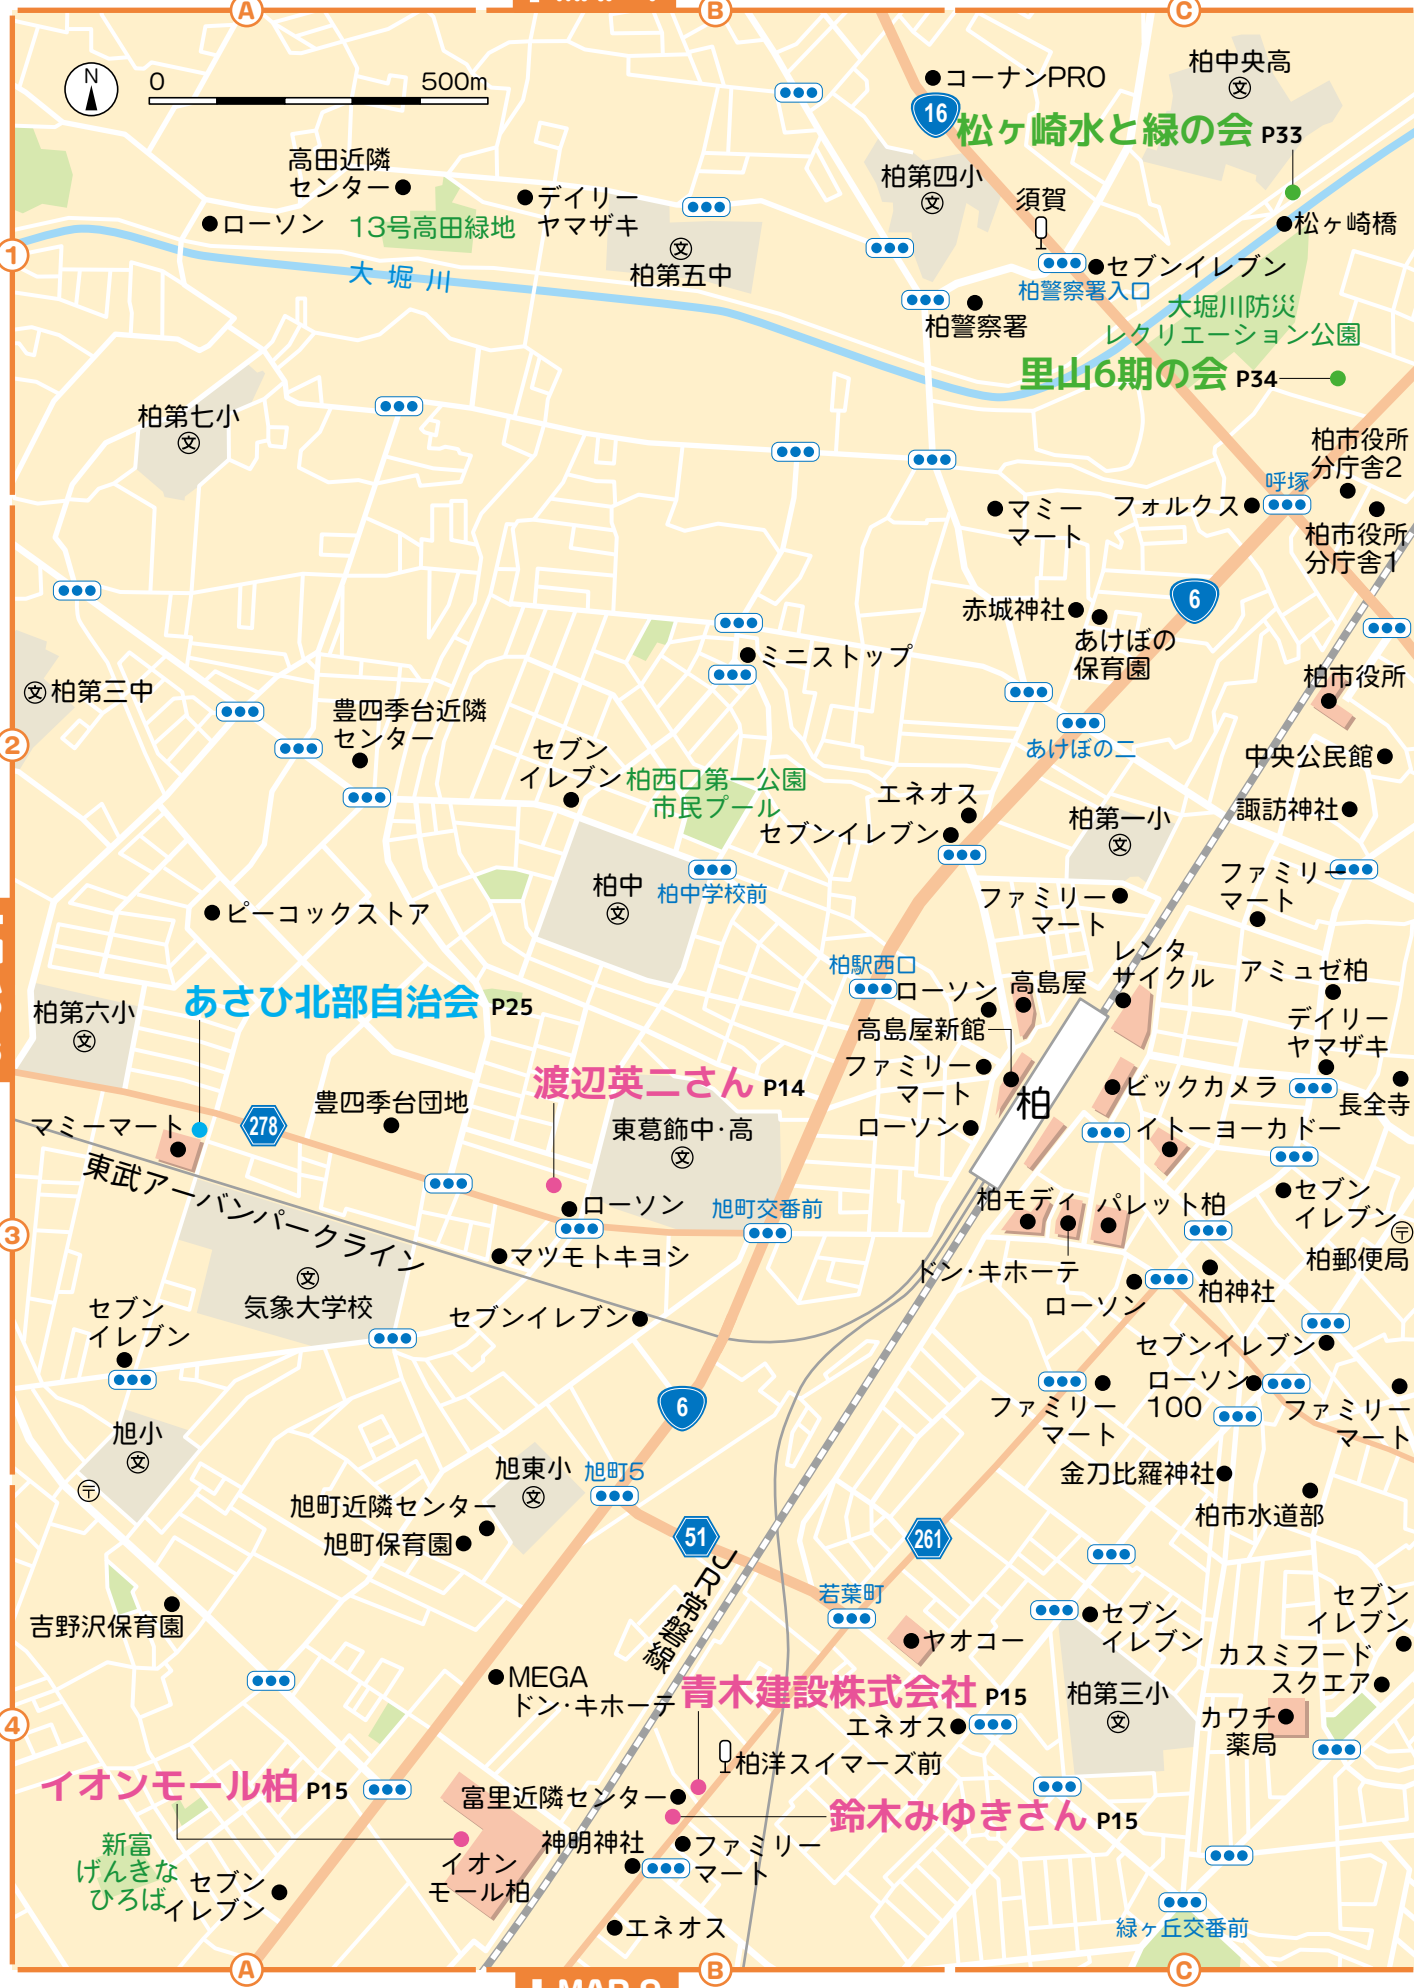 A
B
C
N
0
500m
コーナンPRO
16
柏中央高
文
松ヶ崎水と緑の会 P33
高田近隣
センター
デイリー
ヤマザキ
ローソン
13号高田緑地
柏第四小
文
須賀
松ヶ崎橋
1
大堀川
文
柏第五中
セブンイレブン
柏警察署入口
柏警察署
大堀川防災
レクリエーション公園
里山6期の会 P34
柏第七小
文
柏市役所
分庁舎2
呼塚
フォルクス
マミー
マート
柏市役所
分庁舎1
6
赤城神社
あけぼの
保育園
ミニストップ
文 柏第三中
柏市役所
豊四季台近隣
センター
2
セブン
イレブン
あけぼの二
中央公民館
柏西口第一公園
市民プール
エネオス
セブンイレブン
柏第一小
文
諏訪神社
柏中
文
柏中学校前
ファミリー
マート
ファミリー
マート
ピーコックストア
柏駅西口
ローソン
高島屋
レンタ
サイクル
アミュゼ柏
柏第六小
文
あさひ北部自治会 P25
高島屋新館
デイリー
ヤマザキ
ファミリー
マート
渡辺英二さん P14
柏
ビックカメラ
長全寺
マミーマート
278
豊四季台団地
東葛飾中・高
文
ローソン
イトーヨーカドー
東武アーバンパークライン
ローソン
旭町交番前
柏モディ
パレット柏
セブン
イレブン
〒
柏郵便局
3
マツモトキヨシ
ドン・キホーテ
ローソン
柏神社
文
気象大学校
セブン
イレブン
セブンイレブン
セブンイレブン
ファミリー
マート
ローソン
100
ファミリー
マート
6
旭小
文
〒
旭東小
文
旭町5
金刀比羅神社
柏市水道部
旭町近隣センター
旭町保育園
51
261
JR常磐線
若葉町
吉野沢保育園
セブン
イレブン
セブン
イレブン
ヤオコー
カスミフード
スクエア
MEGA
ドン・キホーテ
青木建設株式会社 P15
柏第三小
文
エネオス
カワチ
薬局
4
柏洋スイマーズ前
イオンモール柏 P15
富里近隣センター
鈴木みゆきさん P15
新富
げんきな
ひろば
神明神社
ファミリー
マート
イオン
モール柏
セブン
イレブン
エネオス
緑ヶ丘交番前
A
B
C